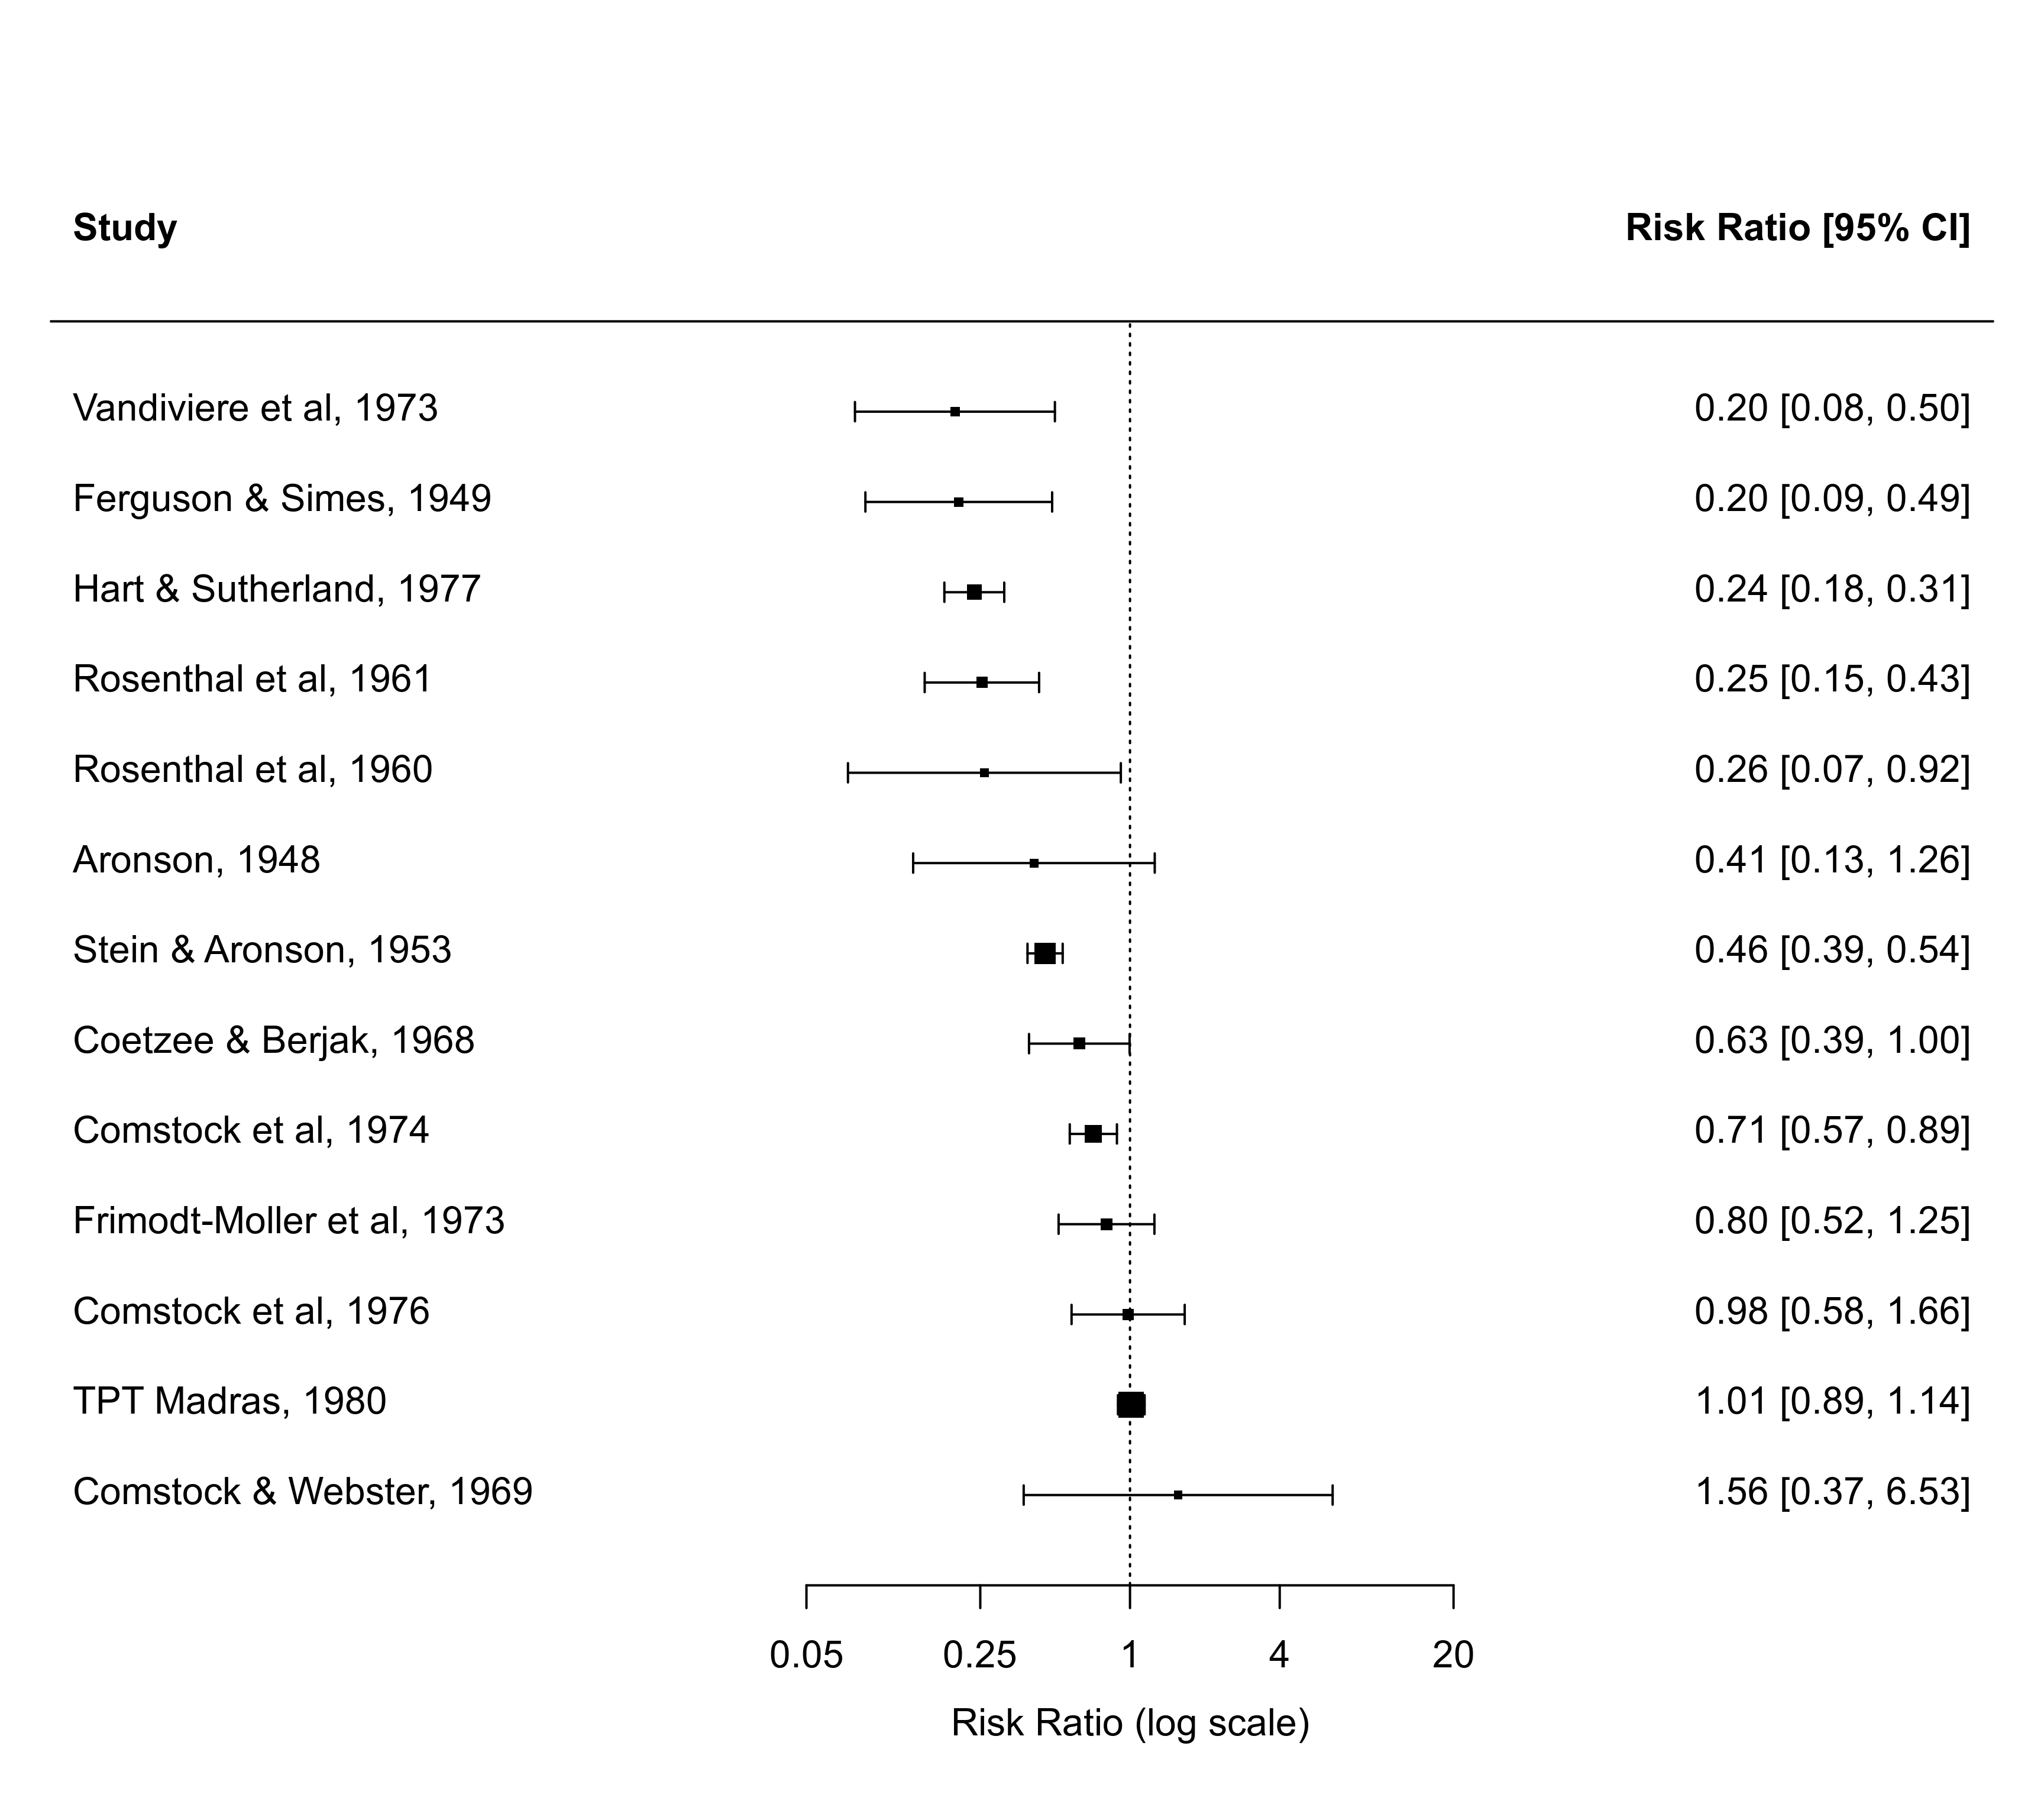 Study Risk Ratio [95% CI]
Vandiviere et al, 1973 0.20 [0.08, 0.50]
Ferguson & Simes, 1949 0.20 [0.09, 0.49]
Hart & Sutherland, 1977 0.24 [0.18, 0.31]
Rosenthal et al, 1961 0.25 [0.15, 0.43]
Rosenthal et al, 1960 0.26 [0.07, 0.92]
Aronson, 1948 0.41 [0.13, 1.26]
Stein & Aronson, 1953 0.46 [0.39, 0.54]
Coetzee & Berjak, 1968 0.63 [0.39, 1.00]
Comstock et al, 1974 0.71 [0.57, 0.89]
Frimodt-Moller et al, 1973 0.80 [0.52, 1.25]
Comstock et al, 1976 0.98 [0.58, 1.66]
TPT Madras, 1980 1.01 [0.89, 1.14]
Comstock & Webster, 1969 1.56 [0.37, 6.53]
0.05 0.25 1 4 20
Risk Ratio (log scale)